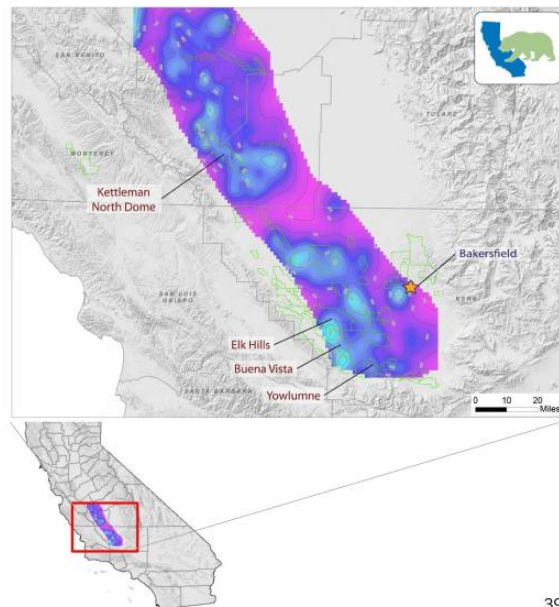 SAN BENITO
TULARE
MONTEREY
Kettleman
North Dome
Bakersfield
SAN LUIS
OBISPO
KERN
Elk Hills
Buena Vista
Yowlumne
SANTA BARBARA
0 10 20
Miles
39